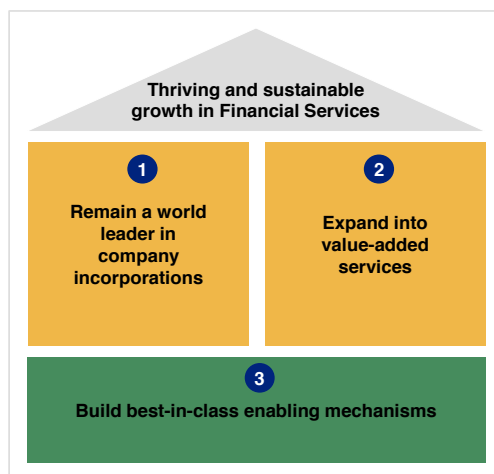 Thriving and sustainable
growth in Financial Services
1
Remain a world
leader in
company
incorporations
2
Expand into
value-added
services
3
Build best-in-class enabling mechanisms